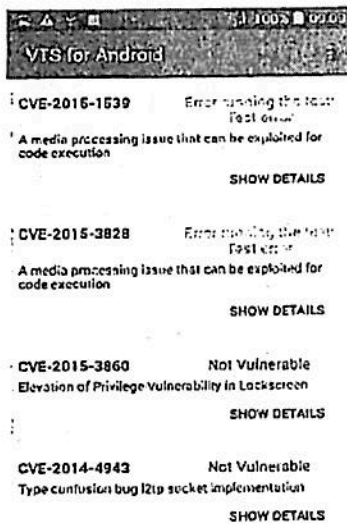 100% 09:09
VTS for Android
CVE-2015-1539 Error running the test:
Test error
A media processing issue that can be exploited for
code execution
SHOW DETAILS
CVE-2015-3828 Error running the test:
Test error
A media processing issue that can be exploited for
code execution
SHOW DETAILS
CVE-2015-3860 Not Vulnerable
Elevation of Privilege Vulnerability in Lockscreen
SHOW DETAILS
CVE-2014-4943 Not Vulnerable
Type confusion bug l2tp socket implementation
SHOW DETAILS